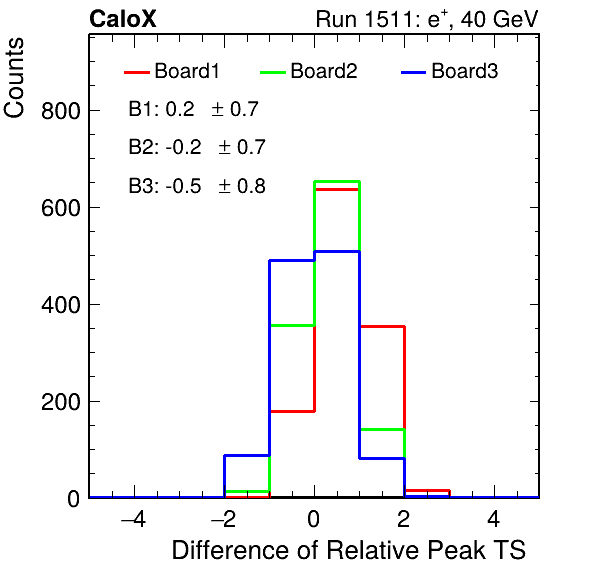 CaloX Run 1511: e⁺, 40 GeV
Counts
Board1 Board2 Board3
B1: 0.2 ± 0.7
B2: -0.2 ± 0.7
B3: -0.5 ± 0.8
800
600
400
200
0
−4 −2 0 2 4
Difference of Relative Peak TS